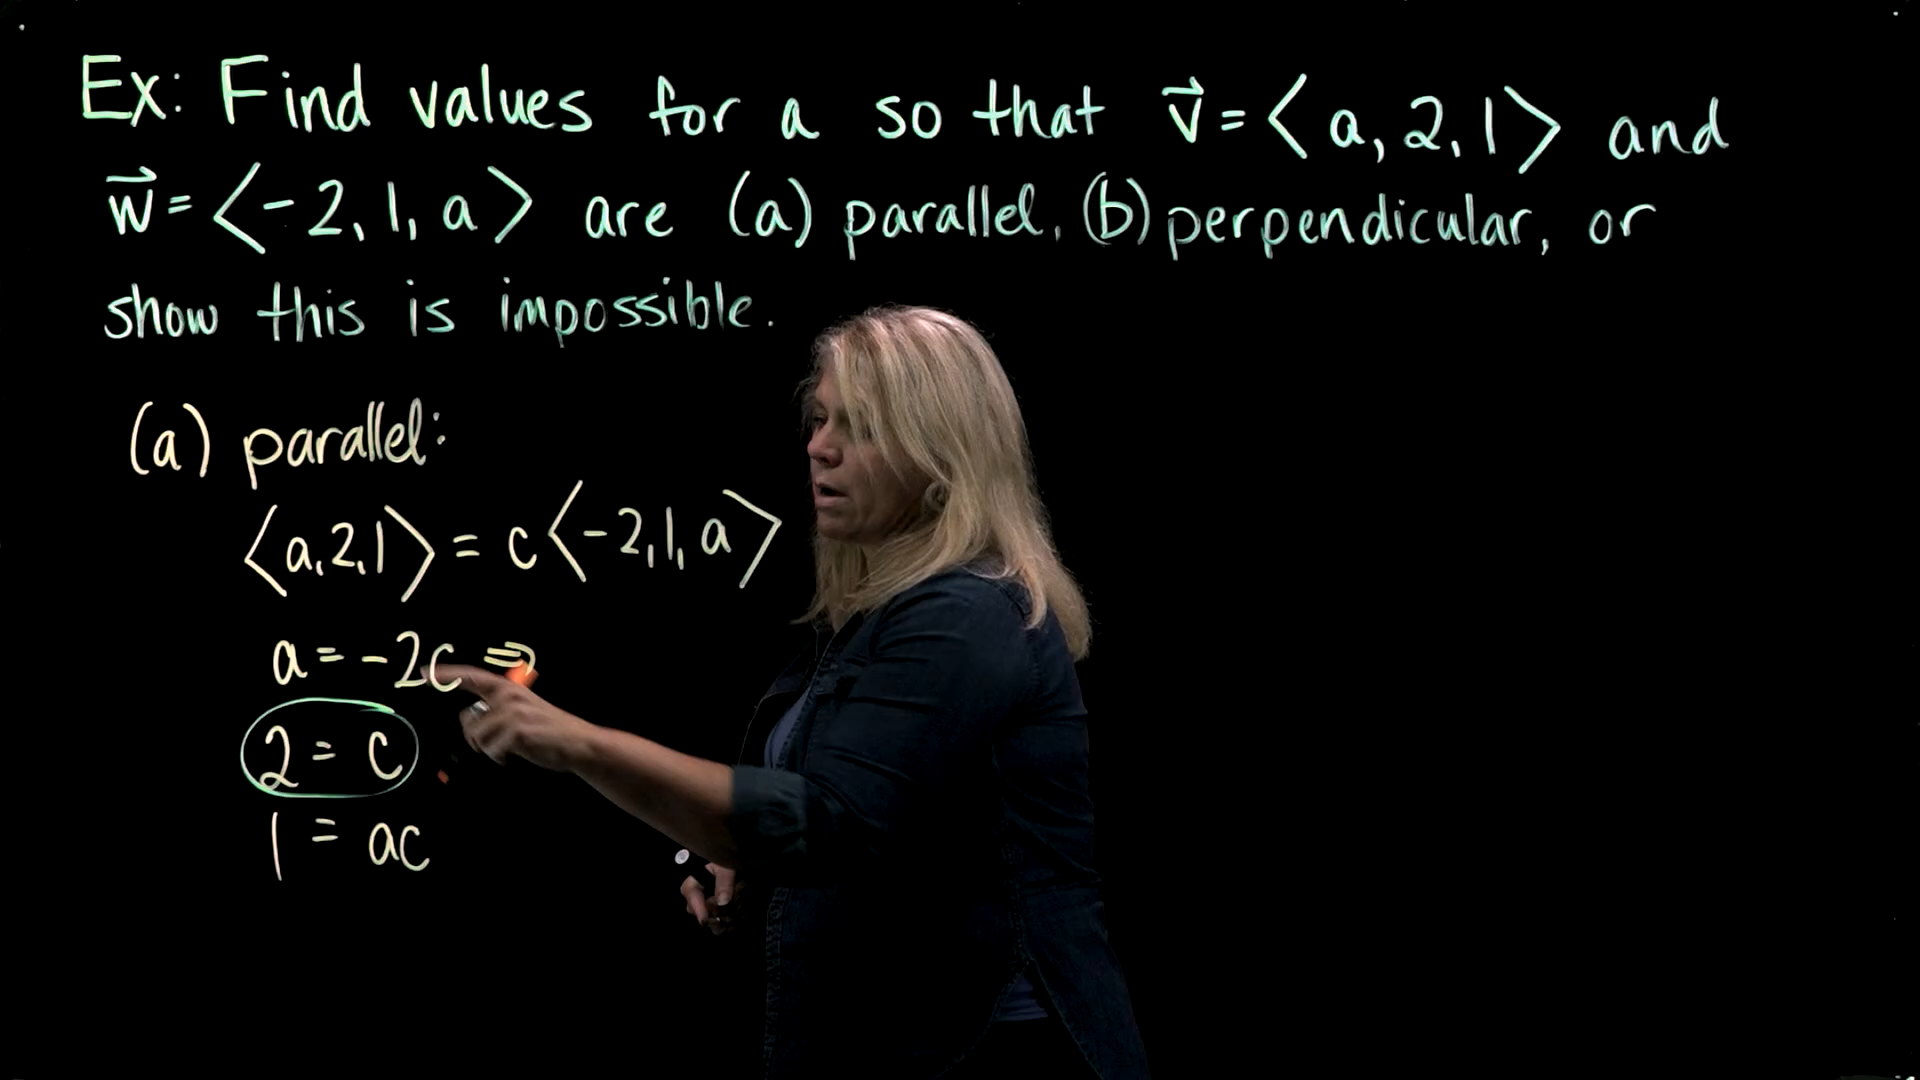 Ex: Find values for a so that v⃗ = ⟨a, 2, 1⟩ and
w⃗ = ⟨-2, 1, a⟩ are (a) parallel, (b) perpendicular, or
show this is impossible.
(a) parallel:
⟨a, 2, 1⟩ = c⟨-2, 1, a⟩
a = -2c ⇒
2 = c
1 = ac